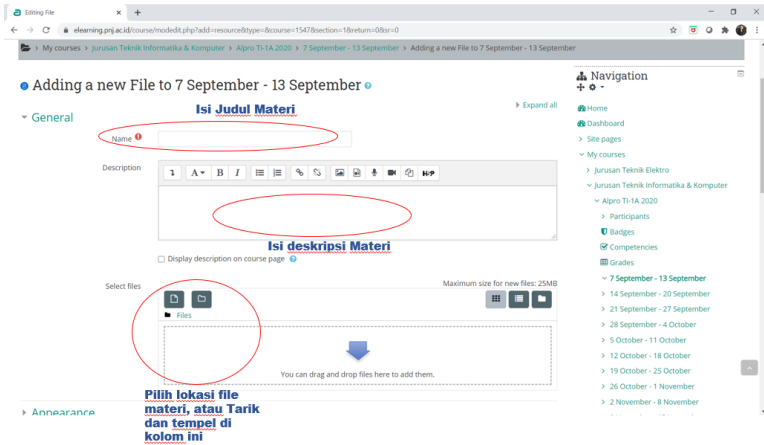 Editing File
elearning.pnj.ac.id/course/modedit.php?add=resource&type=&course=1547&section=1&return=0&sr=0
My courses > Jurusan Teknik Informatika & Komputer > Alpro TI-1A 2020 > 7 September - 13 September > Adding a new File to 7 September - 13 September
Adding a new File to 7 September - 13 September
Isi Judul Materi
Expand all
General
Name
Description
A B I H5P
Isi deskripsi Materi
Display description on course page
Select files
Maximum size for new files: 25MB
Files
You can drag and drop files here to add them.
Pilih lokasi file
materi, atau Tarik
dan tempel di
kolom ini
Appearance
Navigation
Home
Dashboard
Site pages
My courses
Jurusan Teknik Elektro
Jurusan Teknik Informatika & Komputer
Alpro TI-1A 2020
Participants
Badges
Competencies
Grades
7 September - 13 September
14 September - 20 September
21 September - 27 September
28 September - 4 October
5 October - 11 October
12 October - 18 October
19 October - 25 October
26 October - 1 November
2 November - 8 November